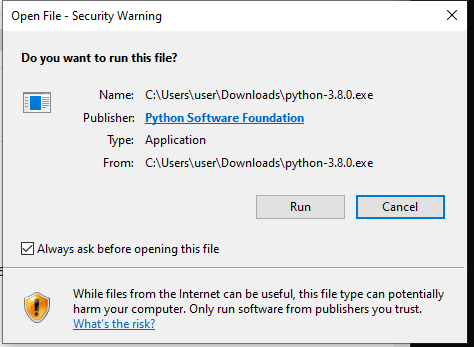 Open File - Security Warning
Do you want to run this file?
Name: C:\Users\user\Downloads\python-3.8.0.exe
Publisher: Python Software Foundation
Type: Application
From: C:\Users\user\Downloads\python-3.8.0.exe
Run Cancel
Always ask before opening this file
While files from the Internet can be useful, this file type can potentially
harm your computer. Only run software from publishers you trust.
What's the risk?